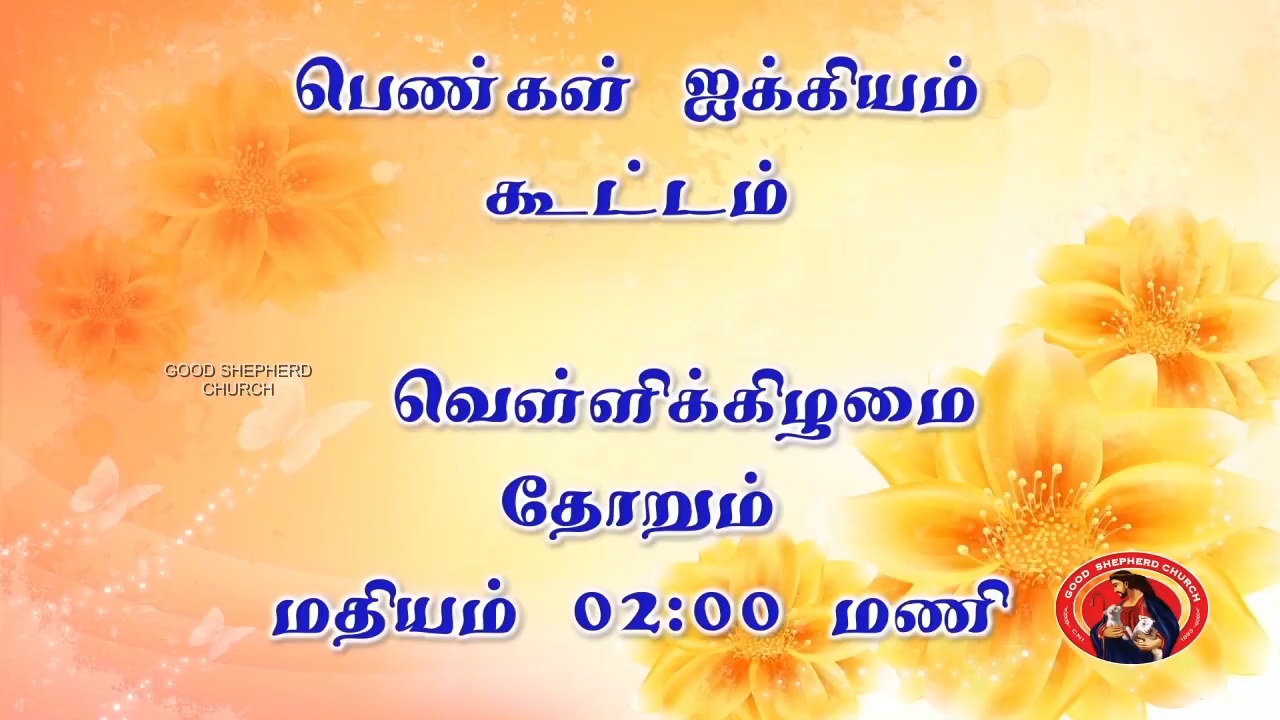 பெண்கள் ஐக்கியம்
கூட்டம்
GOOD SHEPHERD
CHURCH
வெள்ளிக்கிழமை
தோறும்
மதியம் 02:00 மணி
GOOD SHEPHERD CHURCH